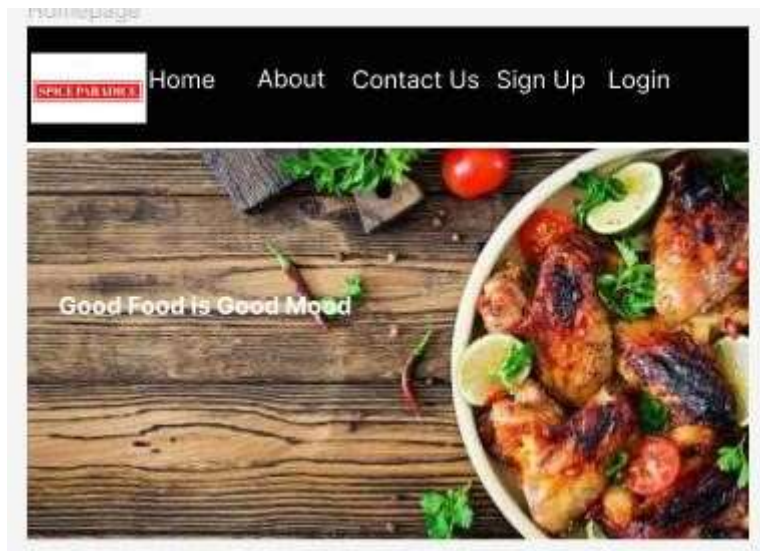 Homepage
SPICE PARADICE
Home About Contact Us Sign Up Login
Good Food is Good Mood